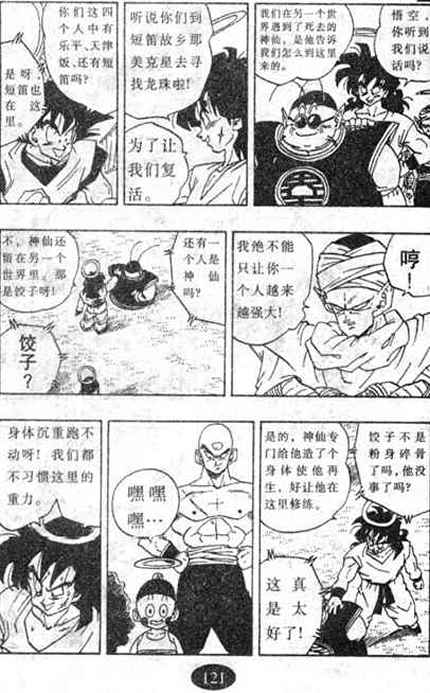 悟空,
你听到
我们说
话吗?
我们在另一个世
界遇到了死去的
神仙,是他告诉
我们怎么到这里
来的。
听说你们到
短笛故乡那
美克星去寻
找龙珠啦!
为了让
我们复
活。
你们这四
个人中有
乐平、天津
饭、还有短
笛吗?
是呀,
短笛也
在这
里。
哼!
我绝不能
只让你一
个人越来
越强大!
还有一
个人是
神仙
吗?
不,神仙还
留在另一个
世界里。那
是饺子呀!
饺子?
饺子不是
粉身碎骨
了吗,他没
事了吗?
是的,神仙专
门给他造了个
身体使他再
生,好让他在
这里修练。
这真
是太
好了!
嘿嘿
嘿…
身体沉重跑不
动呀!我们都
不习惯这里的
重力。
121